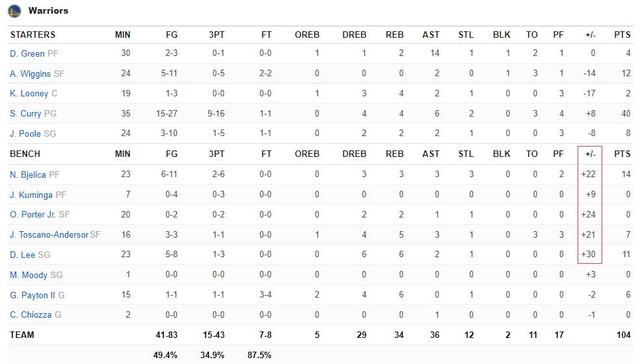 Warriors
STARTERS MIN FG 3PT FT OREB DREB REB AST STL BLK TO PF +/- PTS
D. Green PF 30 2-3 0-1 0-0 1 1 2 14 1 1 2 1 0 4
A. Wiggins SF 24 5-11 0-5 2-2 0 0 0 2 0 1 3 1 -14 12
K. Looney C 19 1-3 0-0 0-0 1 3 4 2 1 0 0 3 -17 2
S. Curry PG 35 15-27 9-16 1-1 0 4 4 6 2 0 3 4 +8 40
J. Poole SG 24 3-10 1-5 1-1 0 2 2 2 1 0 0 3 -8 8
BENCH MIN FG 3PT FT OREB DREB REB AST STL BLK TO PF +/- PTS
N. Bjelica PF 23 6-11 2-6 0-0 0 3 3 3 3 0 0 2 +22 14
J. Kuminga PF 7 0-4 0-3 0-0 0 0 0 0 0 0 0 0 +9 0
O. Porter Jr. SF 20 0-2 0-2 0-0 0 2 2 1 1 0 0 0 +24 0
J. Toscano-Anderson SF 16 3-3 1-1 0-0 1 4 5 3 1 0 3 3 +21 7
D. Lee SG 23 5-8 1-3 0-0 0 6 6 2 1 0 0 0 +30 11
M. Moody SG 1 0-0 0-0 0-0 0 0 0 0 0 0 0 0 +3 0
G. Payton II G 15 1-1 1-1 3-4 2 4 6 0 1 0 0 0 -2 6
C. Chiozza G 2 0-0 0-0 0-0 0 0 0 1 0 0 0 0 -1 0
TEAM 41-83 15-43 7-8 5 29 34 36 12 2 11 17 104
49.4% 34.9% 87.5%